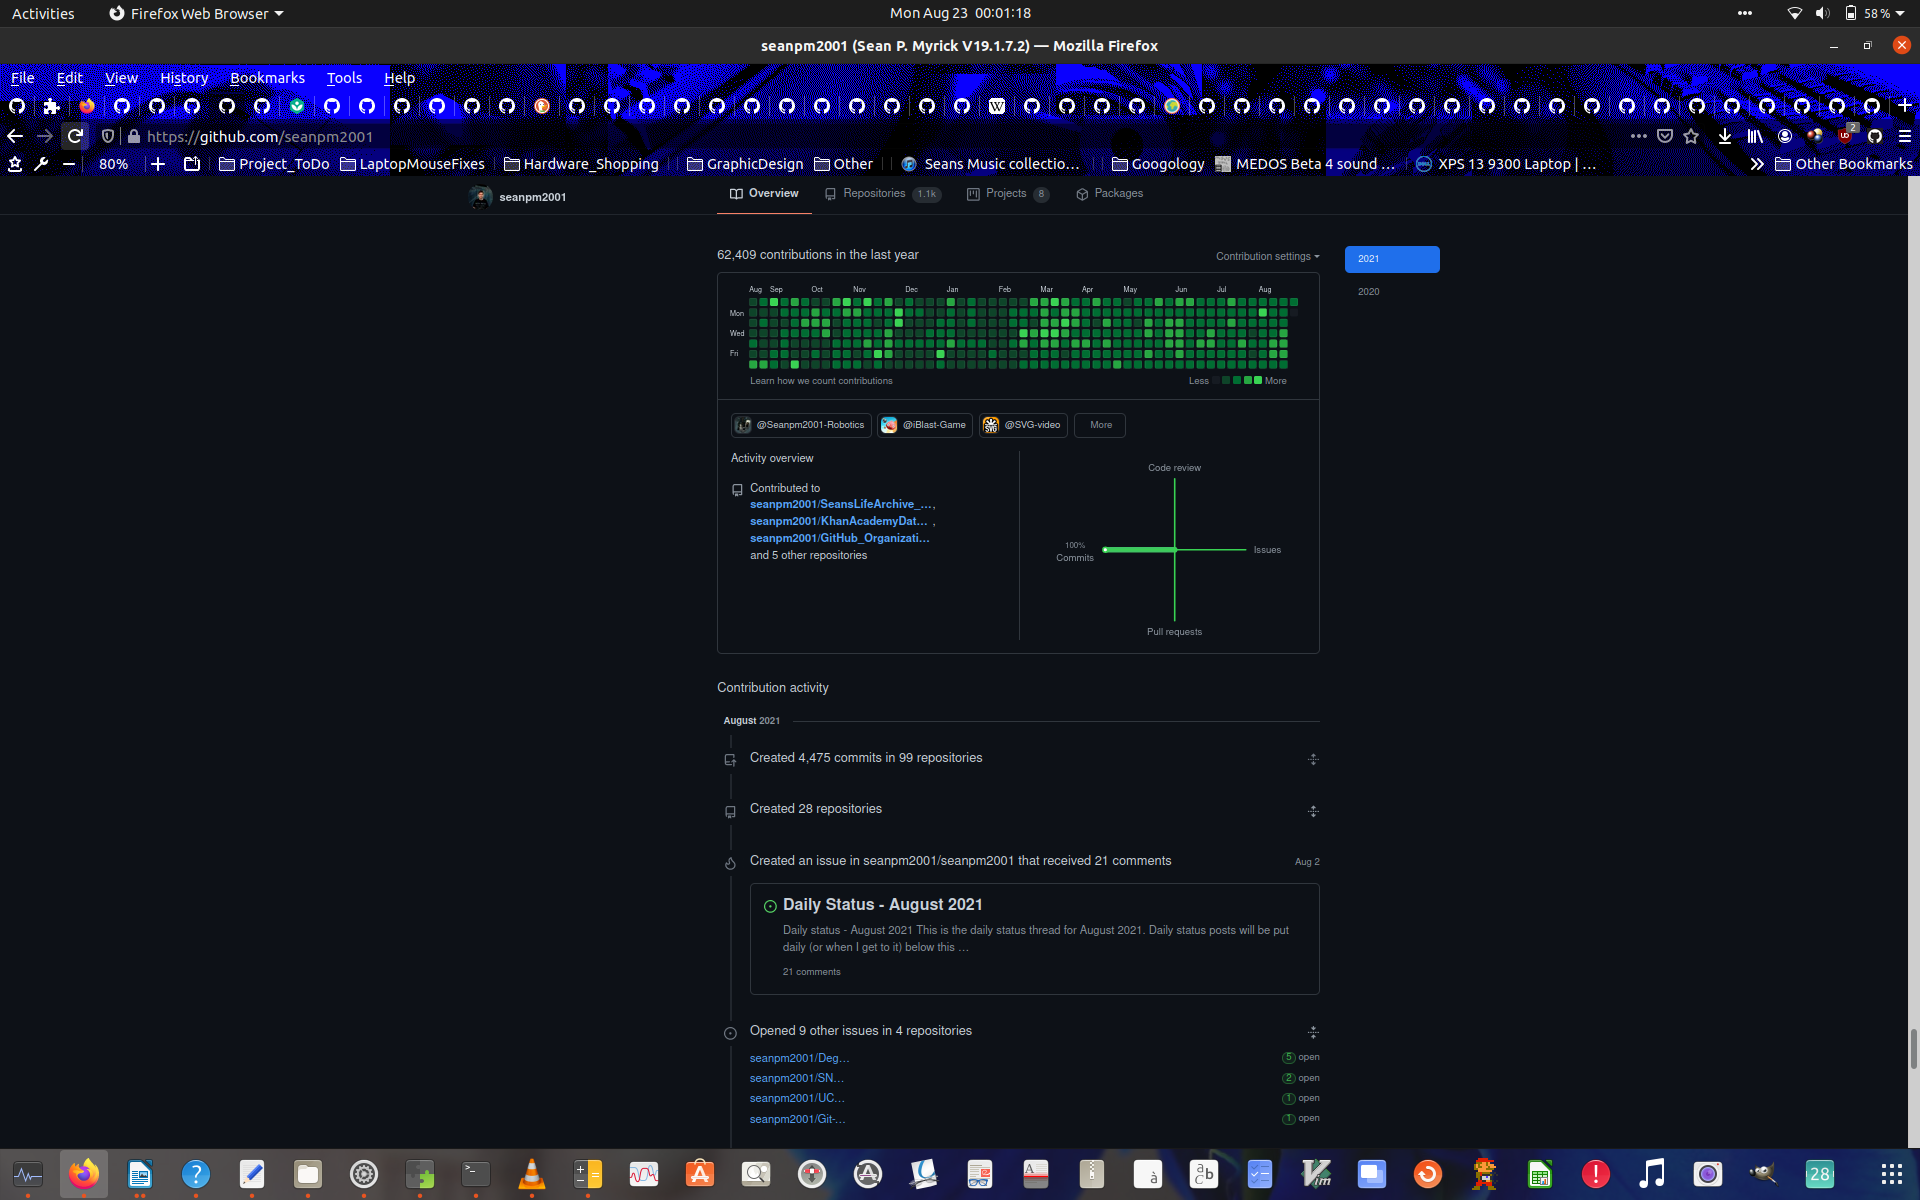 Activities
Firefox Web Browser
Mon Aug 23 00:01:18
58 %
seanpm2001 (Sean P. Myrick V19.1.7.2) — Mozilla Firefox
File Edit View History Bookmarks Tools Help
https://github.com/seanpm2001
2
80%
Project_ToDo
LaptopMouseFixes
Hardware_Shopping
GraphicDesign
Other
Seans Music collectio…
Googology
MEDOS Beta 4 sound …
XPS 13 9300 Laptop | …
Other Bookmarks
seanpm2001
Overview
Repositories 1.1k
Projects 8
Packages
62,409 contributions in the last year
Contribution settings
2021
2020
Aug Sep Oct Nov Dec Jan Feb Mar Apr May Jun Jul Aug
Mon
Wed
Fri
Learn how we count contributions
Less More
@Seanpm2001-Robotics
@iBlast-Game
@SVG-video
More
Activity overview
Contributed to
seanpm2001/SeansLifeArchive_…,
seanpm2001/KhanAcademyDat… ,
seanpm2001/GitHub_Organizati…
and 5 other repositories
Code review
100%
Commits
Issues
Pull requests
Contribution activity
August 2021
Created 4,475 commits in 99 repositories
Created 28 repositories
Created an issue in seanpm2001/seanpm2001 that received 21 comments
Aug 2
Daily Status - August 2021
Daily status - August 2021 This is the daily status thread for August 2021. Daily status posts will be put
daily (or when I get to it) below this …
21 comments
Opened 9 other issues in 4 repositories
seanpm2001/Deg…
5 open
seanpm2001/SN…
2 open
seanpm2001/UC…
1 open
seanpm2001/Git-…
1 open
28